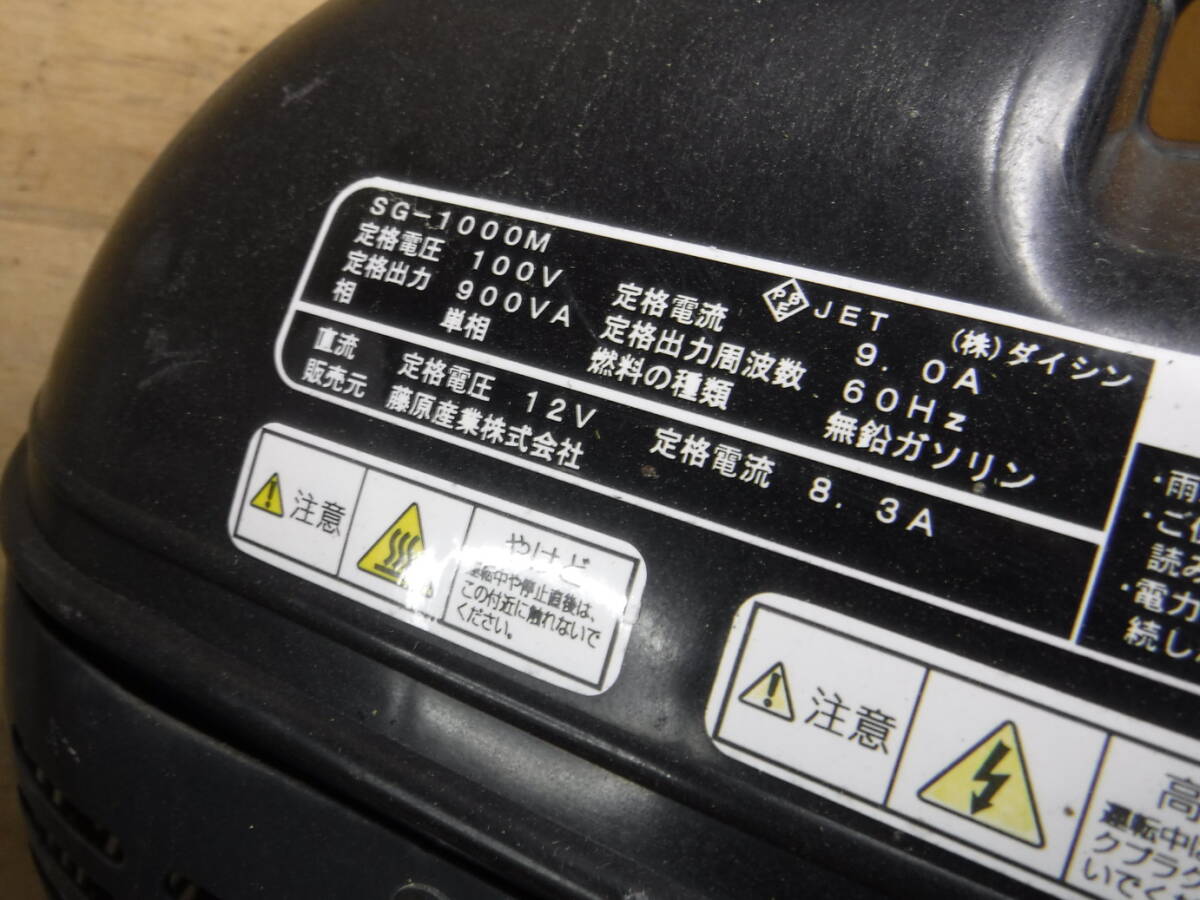 SG-1000M
PSE JET (株)ダイシン
定格電圧 100V 定格電流 9.0A
定格出力 900VA 定格出力周波数 60Hz
相 単相 燃料の種類 無鉛ガソリン
直流 定格電圧 12V 定格電流 8.3A
販売元 藤原産業株式会社
注意
やけど
運転中や停止直後は、
この付近に触れないで
ください。
注意
高
運転中は
クプラグ
いでく
・雨
・ご
読み
・電力
続し